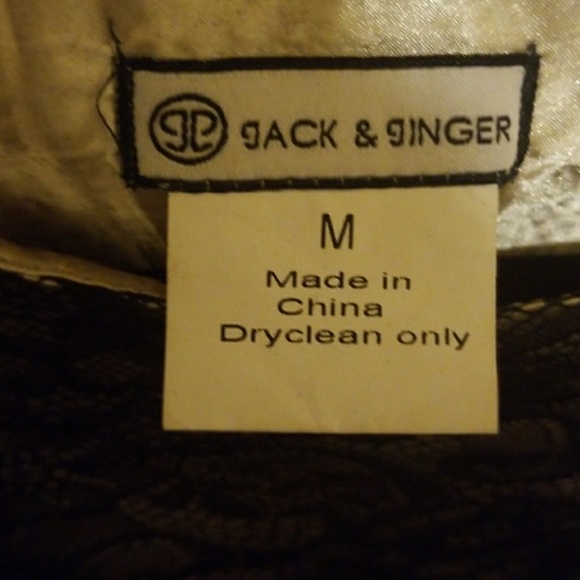 JACK & JINGER
M
Made in
China
Dryclean only